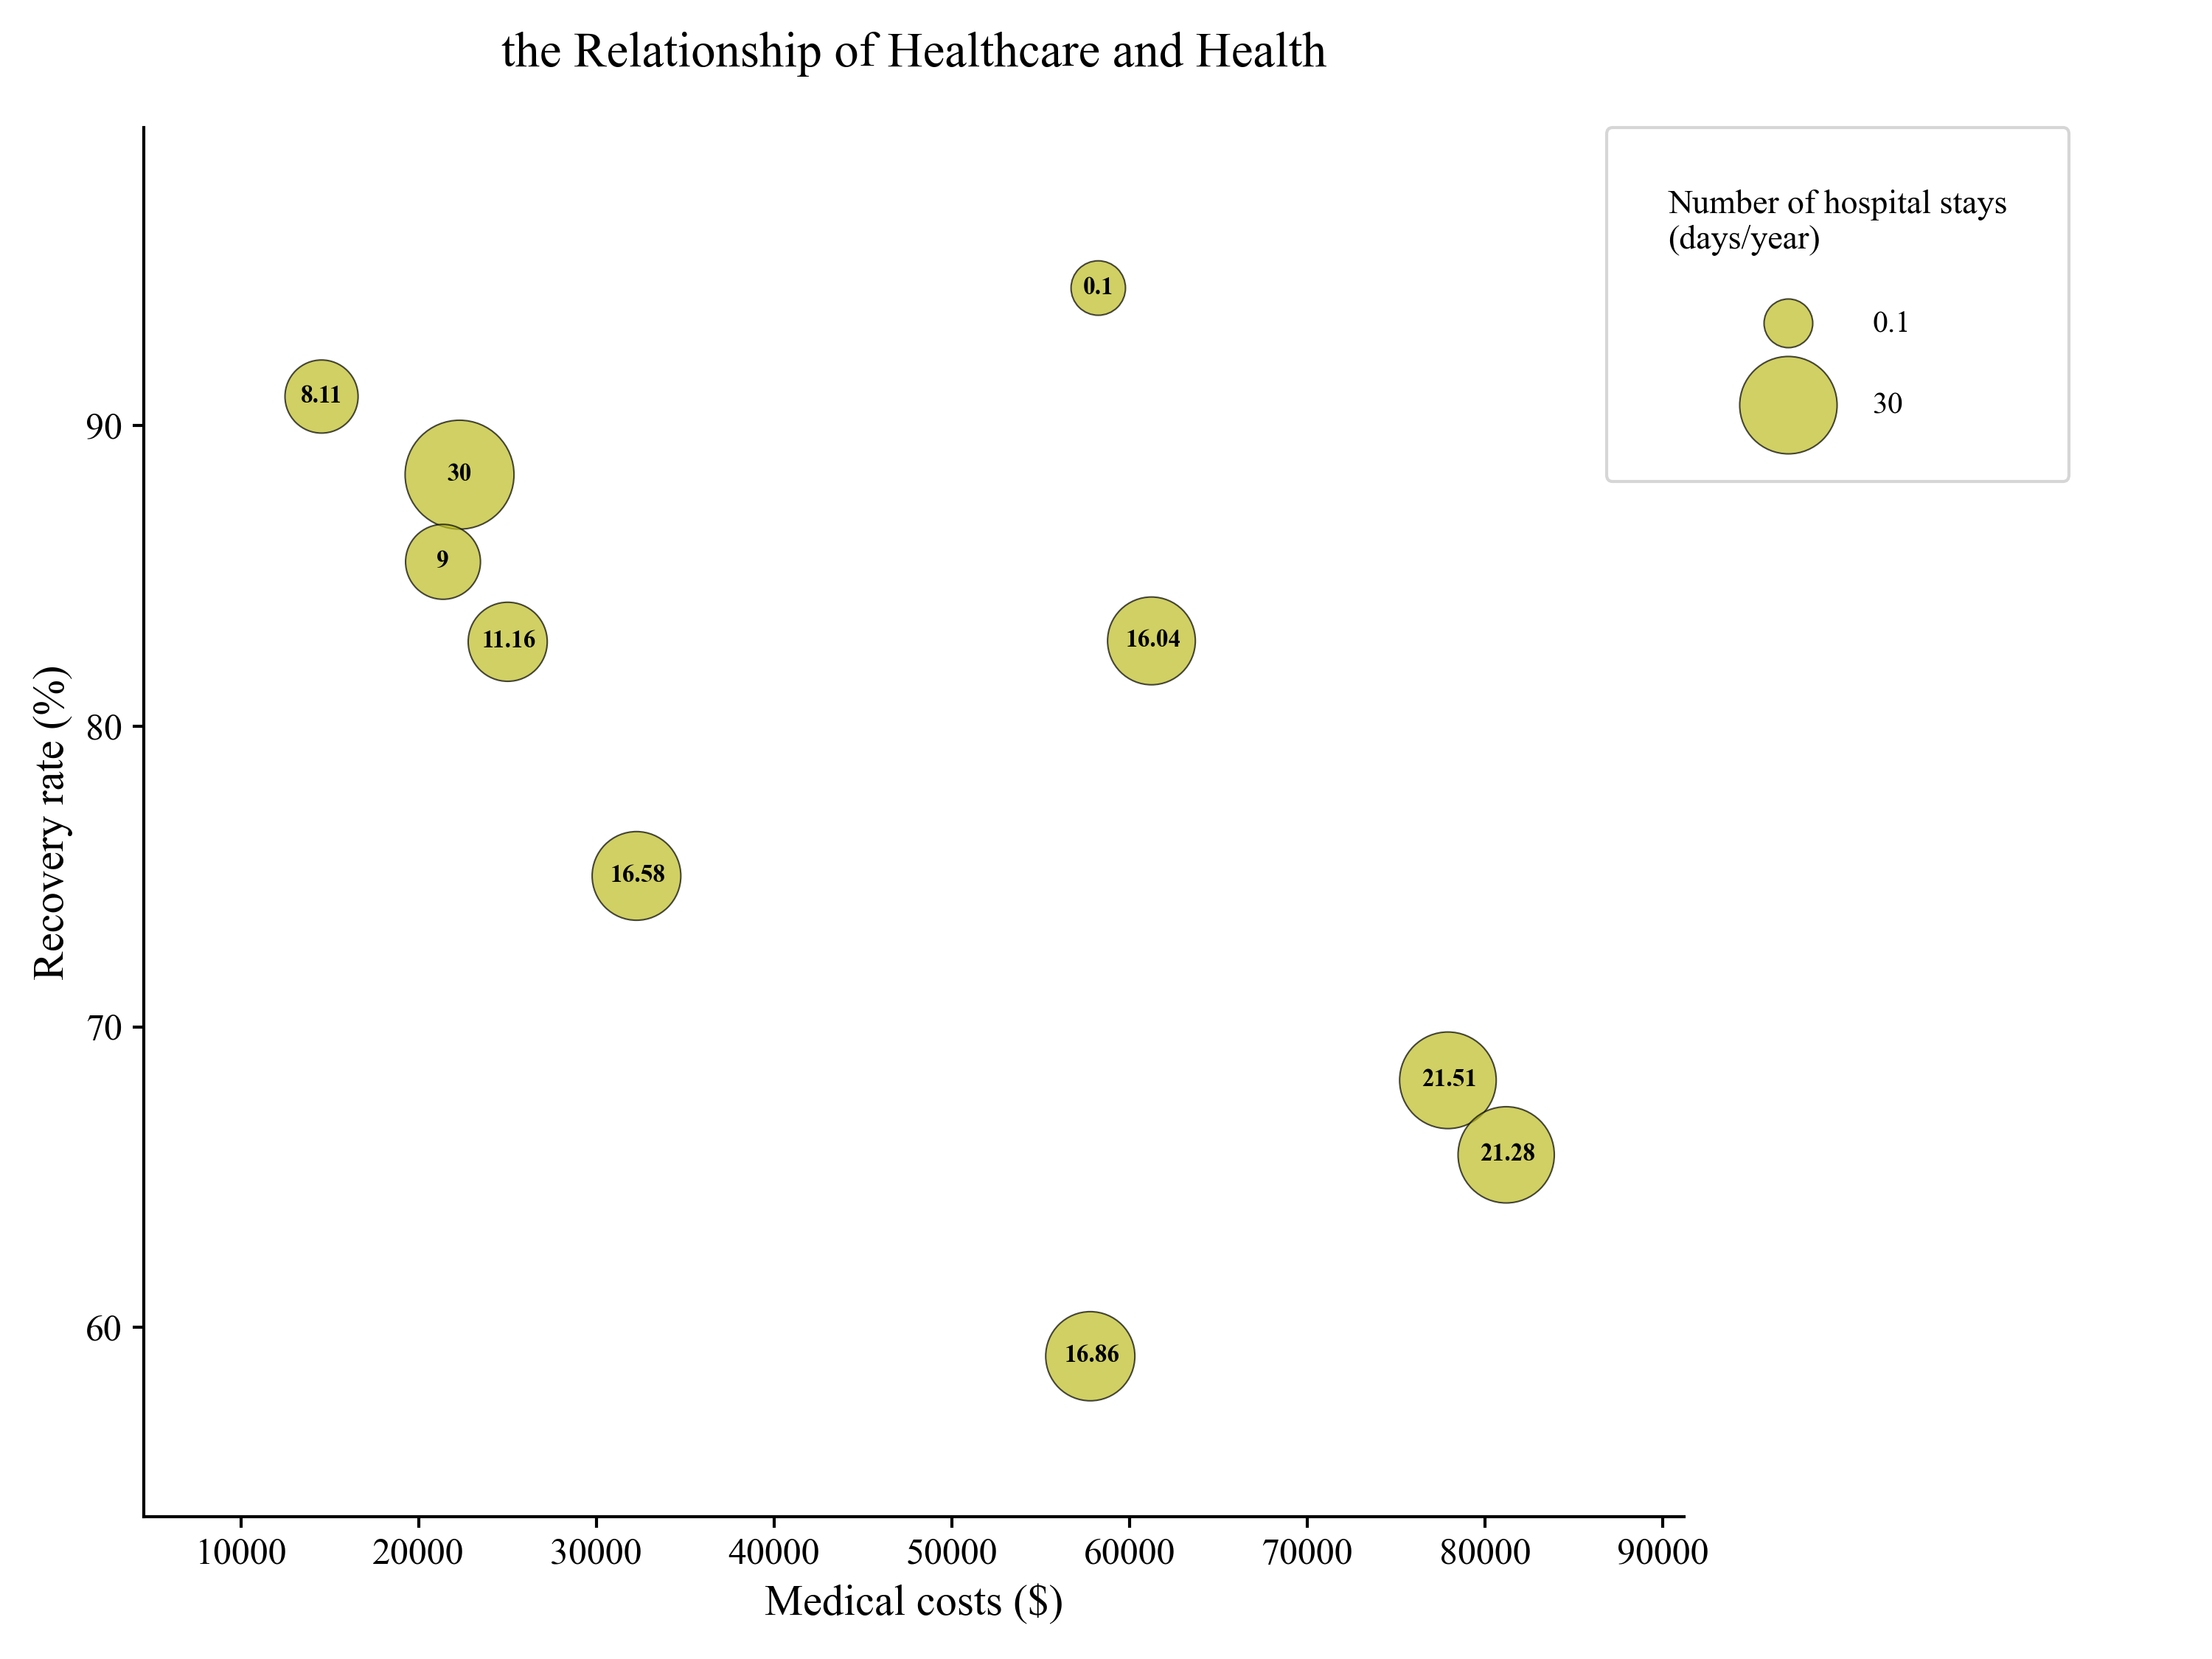 the Relationship of Healthcare and Health
Number of hospital stays
(days/year)
0.1
30
0.1
8.11
30
9
11.16
16.04
16.58
21.51
21.28
16.86
90
80
70
60
Recovery rate (%)
10000 20000 30000 40000 50000 60000 70000 80000 90000
Medical costs ($)